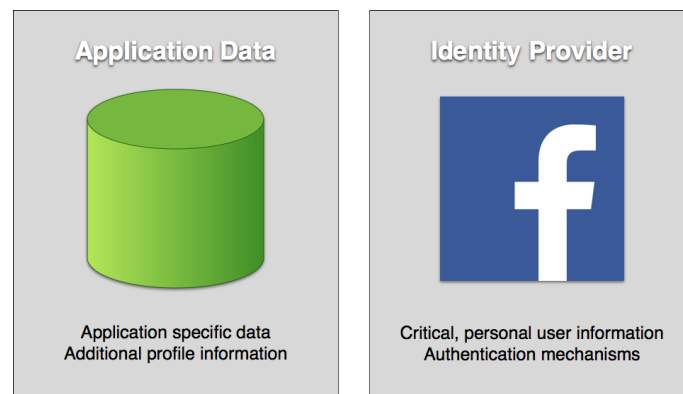 Application Data
Application specific data
Additional profile information
Identity Provider
f
Critical, personal user information
Authentication mechanisms